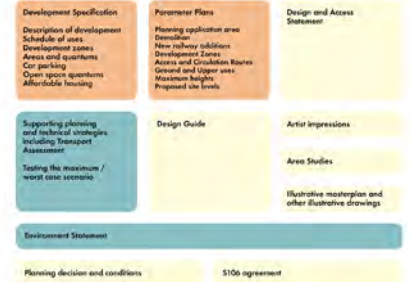 Development Specification
Description of development
Schedule of uses
Development zones
Areas and quantums
Car parking
Open space quantums
Affordable housing
Parameter Plans
Planning application area
Demolition
New railway additions
Development Zones
Access and Circulation Routes
Ground and Upper uses
Maximum heights
Proposed site levels
Design and Access
Statement
Supporting planning
and technical strategies
including Transport
Assessment
Testing the maximum /
worst case scenario
Design Guide
Artist impressions
Area Studies
Illustrative masterplan and
other illustrative drawings
Environment Statement
Planning decision and conditions
S106 agreement